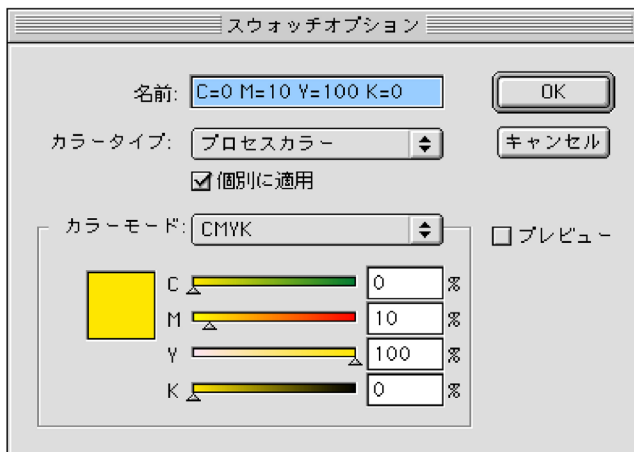 スウォッチオプション
名前: C=0 M=10 Y=100 K=0
OK
カラータイプ: プロセスカラー
キャンセル
個別に適用
カラーモード: CMYK
プレビュー
C 0 %
M 10 %
Y 100 %
K 0 %